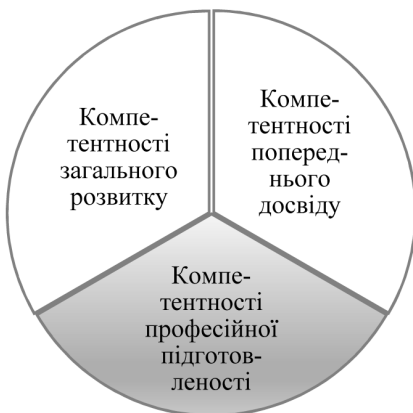 Компе-
тентності
загального
розвитку
Компе-
тентності
поперед-
нього
досвіду
Компе-
тентності
професійної
підготов-
леності